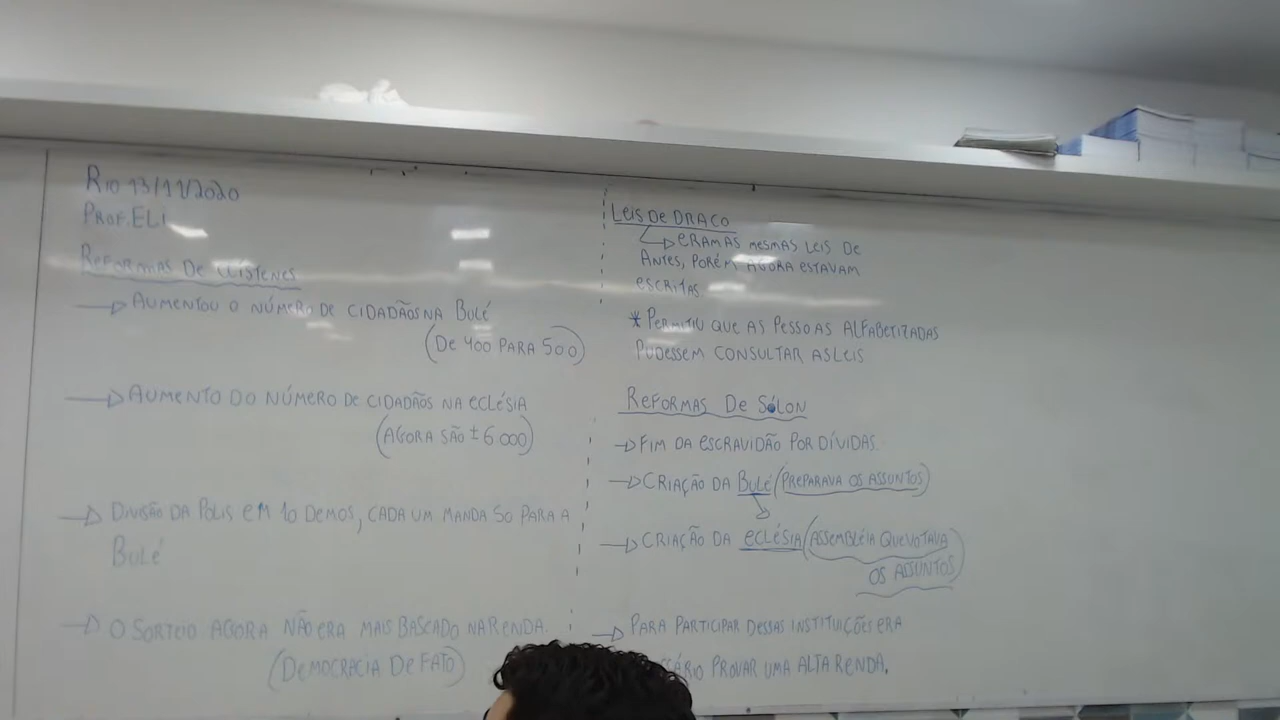 RIO 13/11/2020
PROF. ELI
REFORMAS DE CLÍSTENES
AUMENTOU O NÚMERO DE CIDADÃOS NA BULÉ
(DE 400 PARA 500)
AUMENTO DO NÚMERO DE CIDADÃOS NA ECLÉSIA
(AGORA SÃO ± 6.000)
DIVISÃO DA POLIS EM 10 DEMOS, CADA UM MANDA 50 PARA A
BULÉ
O SORTEIO AGORA NÃO ERA MAIS BASEADO NA RENDA.
(DEMOCRACIA DE FATO)
LEIS DE DRACO
ERAM AS MESMAS LEIS DE
ANTES, PORÉM AGORA ESTAVAM
ESCRITAS
* PERMITIU QUE AS PESSOAS ALFABETIZADAS
PUDESSEM CONSULTAR AS LEIS
REFORMAS DE SÓLON
FIM DA ESCRAVIDÃO POR DÍVIDAS.
CRIAÇÃO DA BULÉ (PREPARAVA OS ASSUNTOS)
CRIAÇÃO DA ECLÉSIA (ASSEMBLÉIA QUE VOTAVA
OS ASSUNTOS)
PARA PARTICIPAR DESSAS INSTITUIÇÕES ERA
PROVAR UMA ALTA RENDA.